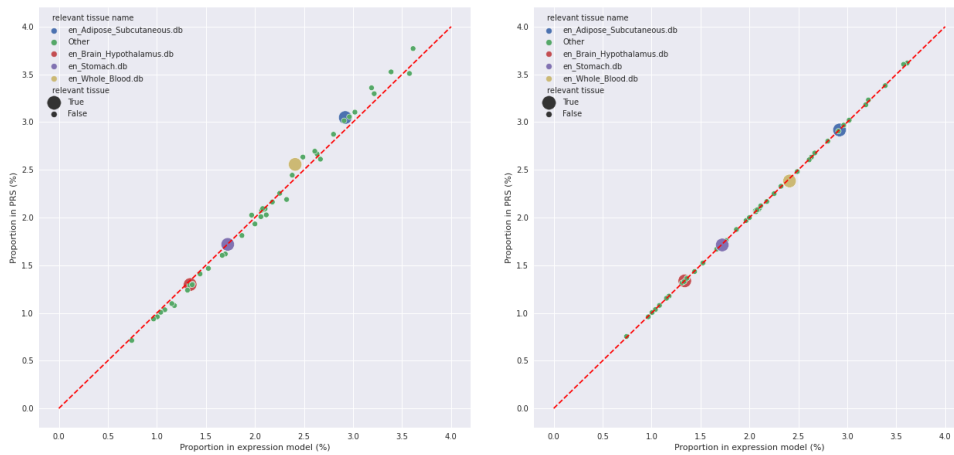 relevant tissue name
en_Adipose_Subcutaneous.db
Other
en_Brain_Hypothalamus.db
en_Stomach.db
en_Whole_Blood.db
relevant tissue
True
False
4.0
3.5
3.0
2.5
2.0
1.5
1.0
0.5
0.0
Proportion in PRS (%)
0.0 0.5 1.0 1.5 2.0 2.5 3.0 3.5 4.0
Proportion in expression model (%)
relevant tissue name
en_Adipose_Subcutaneous.db
Other
en_Brain_Hypothalamus.db
en_Stomach.db
en_Whole_Blood.db
relevant tissue
True
False
4.0
3.5
3.0
2.5
2.0
1.5
1.0
0.5
0.0
Proportion in PRS (%)
0.0 0.5 1.0 1.5 2.0 2.5 3.0 3.5 4.0
Proportion in expression model (%)